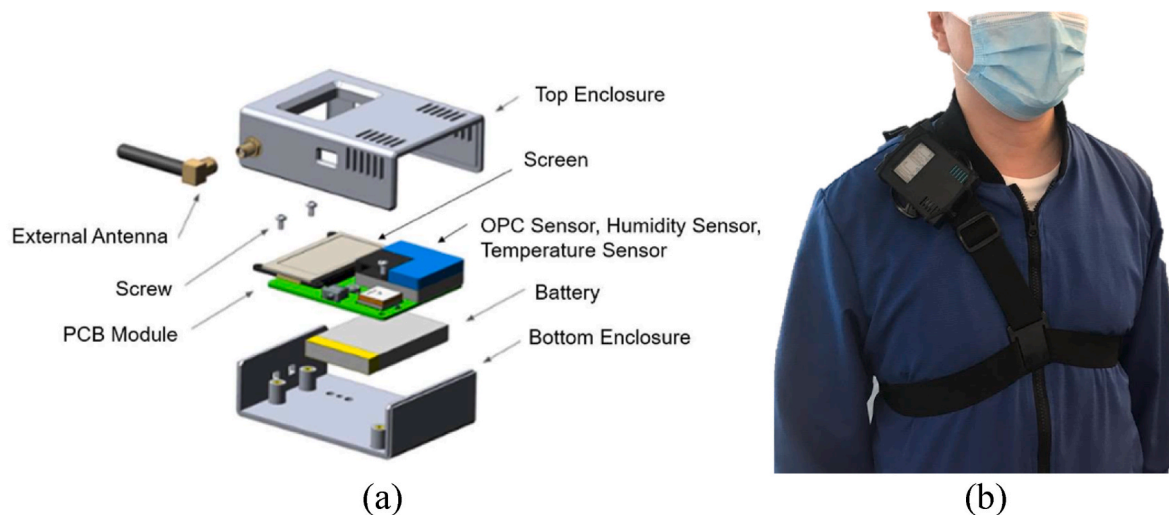 Top Enclosure
Screen
External Antenna
OPC Sensor, Humidity Sensor,
Temperature Sensor
Screw
Battery
PCB Module
Bottom Enclosure
(a)
(b)